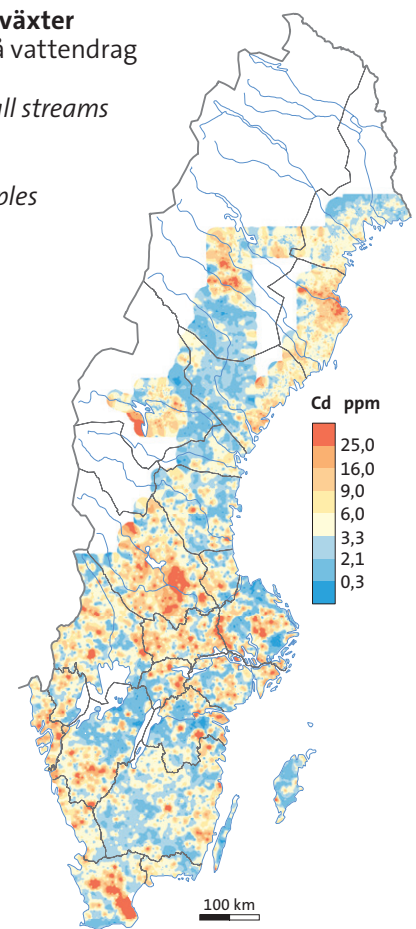 växter
å vattendrag
all streams
ples
Cd ppm
25,0
16,0
9,0
6,0
3,3
2,1
0,3
100 km